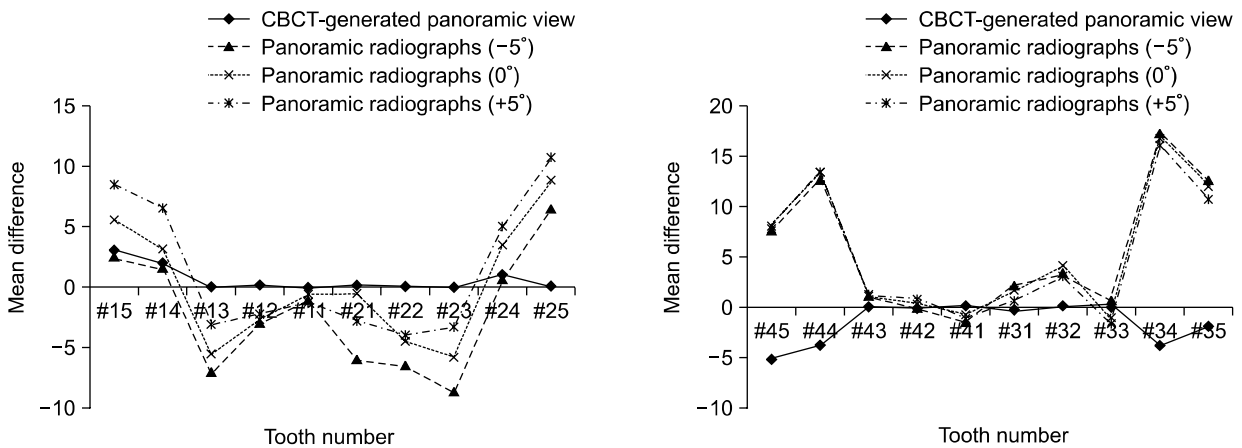 CBCT-generated panoramic view
Panoramic radiographs (−5°)
Panoramic radiographs (0°)
Panoramic radiographs (+5°)
15
10
5
0
−5
−10
Mean difference
#15 #14 #13 #12 #11 #21 #22 #23 #24 #25
Tooth number
CBCT-generated panoramic view
Panoramic radiographs (−5°)
Panoramic radiographs (0°)
Panoramic radiographs (+5°)
20
15
10
5
0
−5
−10
Mean difference
#45 #44 #43 #42 #41 #31 #32 #33 #34 #35
Tooth number